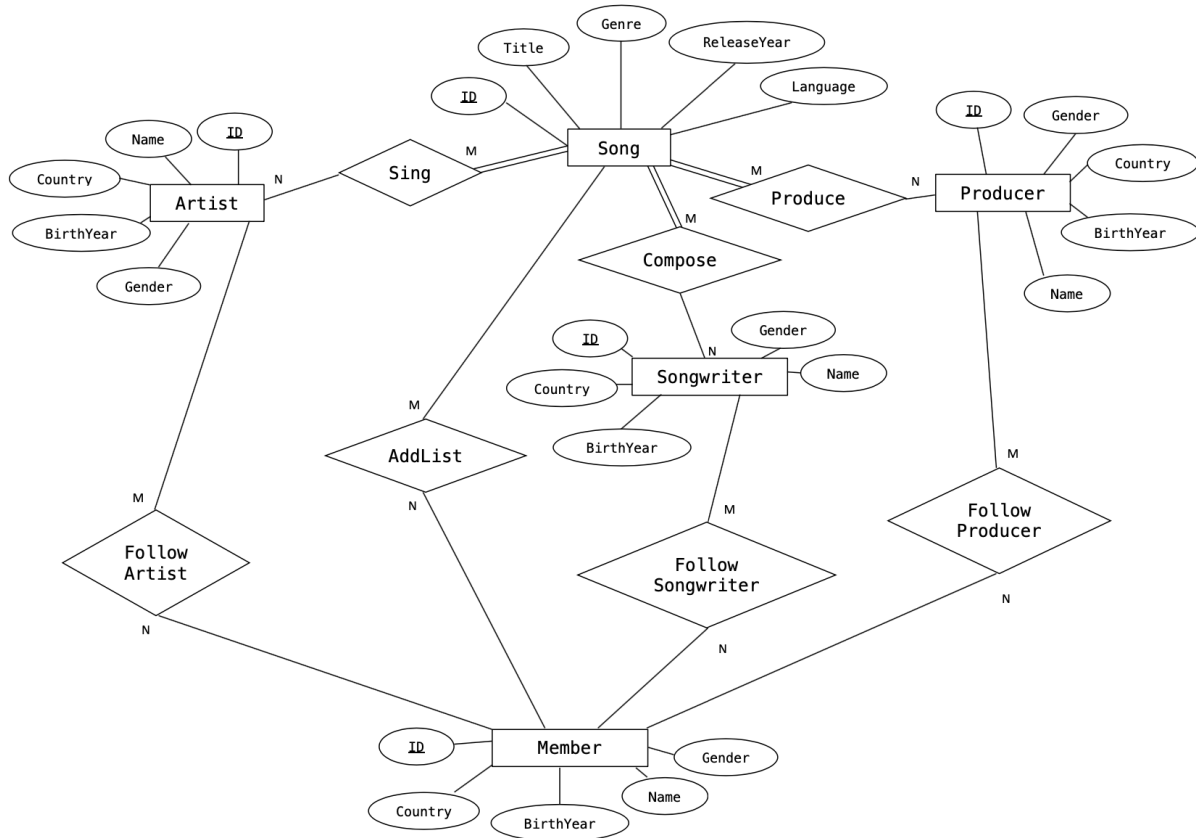 Genre
Title
ReleaseYear
ID
Language
ID
Gender
Name
ID
Song
Country
M
M
Country
N
Sing
N
Artist
Produce
Producer
BirthYear
M
BirthYear
Compose
Gender
Name
ID
Gender
N
Country
Songwriter
Name
M
BirthYear
AddList
M
M
N
M
Follow
Artist
Follow
Songwriter
Follow
Producer
N
N
N
ID
Member
Gender
Country
Name
BirthYear